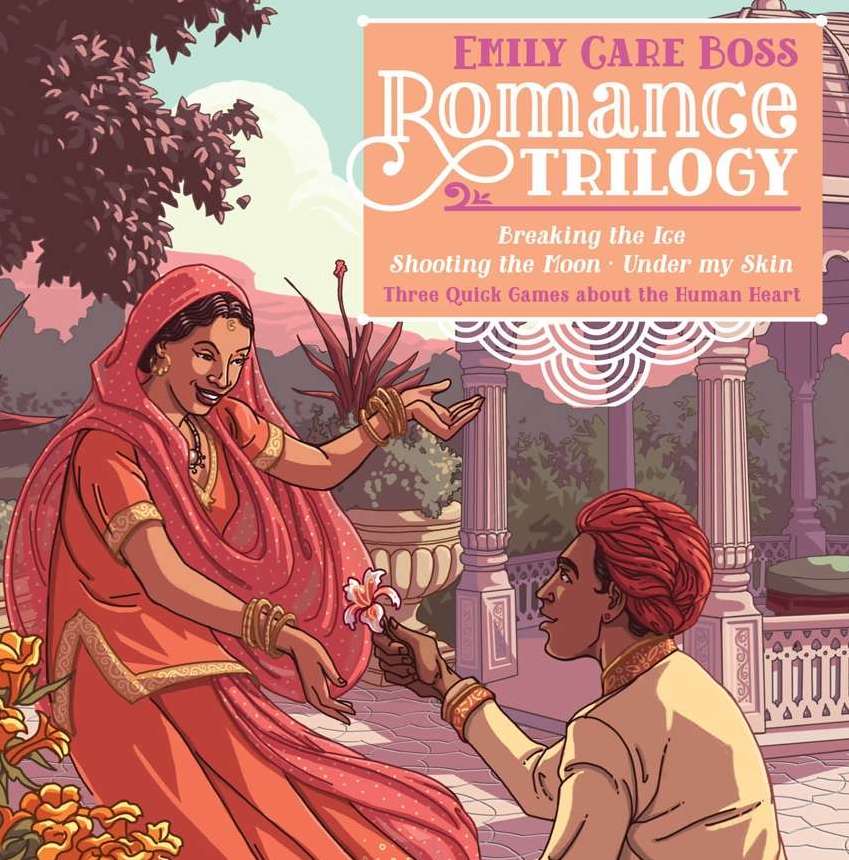 Emily Care Boss
Romance
Trilogy
Breaking the Ice
Shooting the Moon · Under my Skin
Three Quick Games about the Human Heart